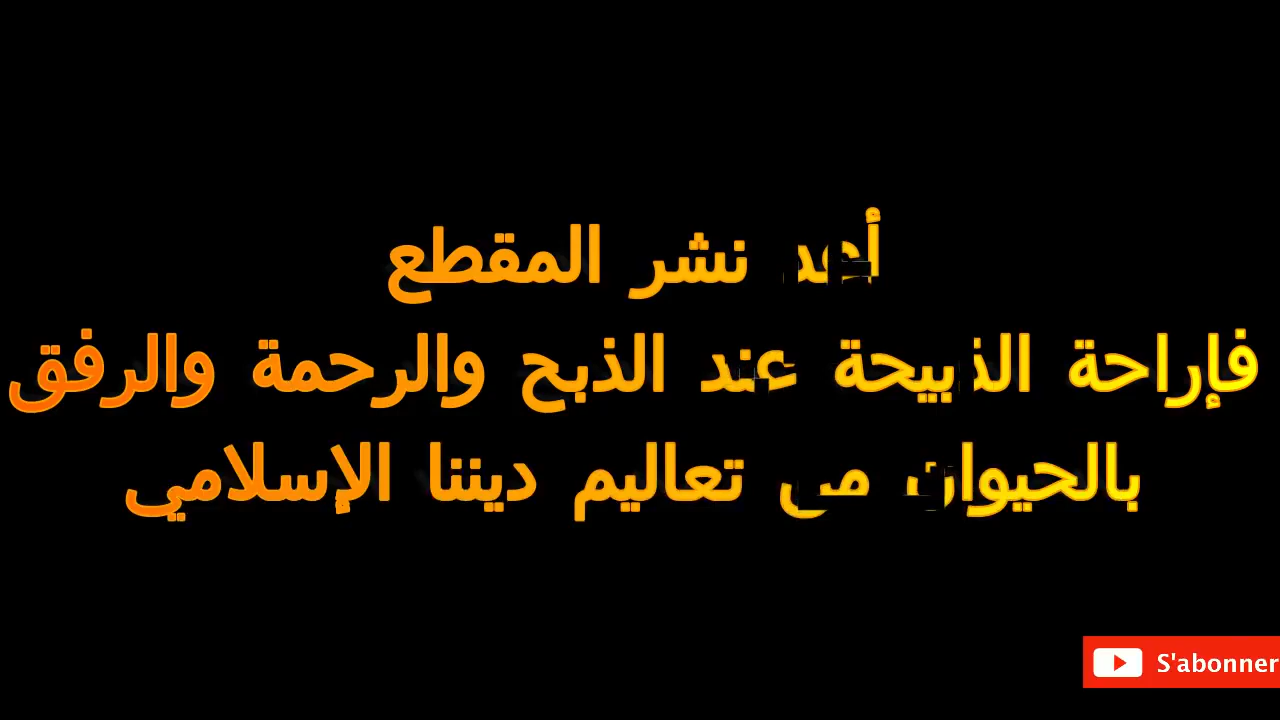 أعد نشر المقطع
فإراحة الذبيحة عند الذبح والرحمة والرفق
بالحيوان من تعاليم ديننا الإسلامي
S'abonner